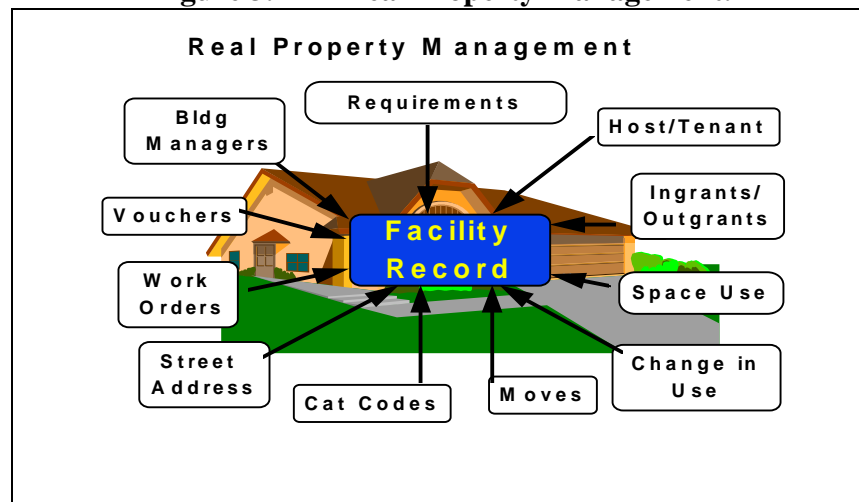 Real Property Management
Requirements
Bldg
Managers
Host/Tenant
Ingrants/
Outgrants
Vouchers
Facility
Record
Work
Orders
Space Use
Street
Address
Change in
Use
Cat Codes
Moves